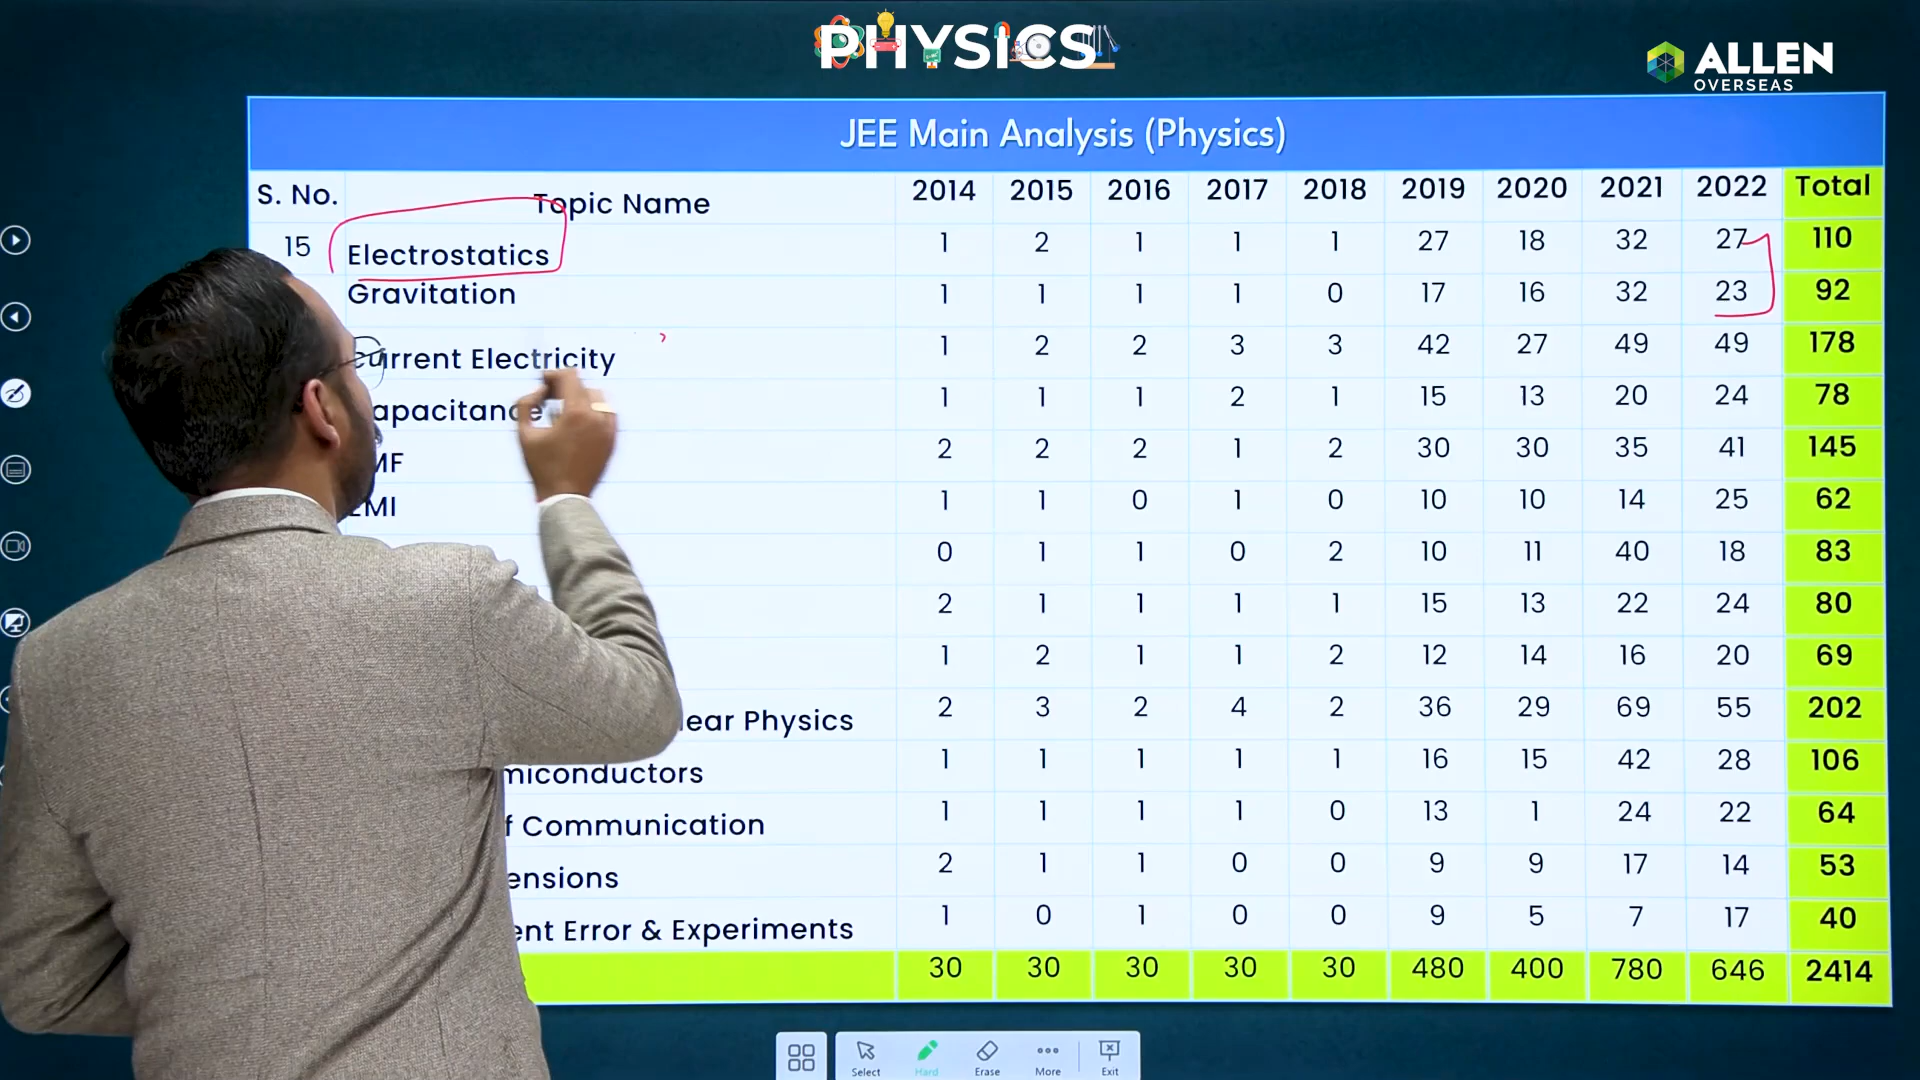 PHYSICS
ALLEN
OVERSEAS
JEE Main Analysis (Physics)
S. No. Topic Name 2014 2015 2016 2017 2018 2019 2020 2021 2022 Total
15 Electrostatics 1 2 1 1 1 27 18 32 27 110
Gravitation 1 1 1 1 0 17 16 32 23 92
Current Electricity 1 2 2 3 3 42 27 49 49 178
apacitance 1 1 1 2 1 15 13 20 24 78
MF 2 2 2 1 2 30 30 35 41 145
EMI 1 1 0 1 0 10 10 14 25 62
0 1 1 0 2 10 11 40 18 83
2 1 1 1 1 15 13 22 24 80
1 2 1 1 2 12 14 16 20 69
lear Physics 2 3 2 4 2 36 29 69 55 202
miconductors 1 1 1 1 1 16 15 42 28 106
f Communication 1 1 1 1 0 13 1 24 22 64
ensions 2 1 1 0 0 9 9 17 14 53
ent Error & Experiments 1 0 1 0 0 9 5 7 17 40
30 30 30 30 30 480 400 780 646 2414
Select Hard Erase More Exit